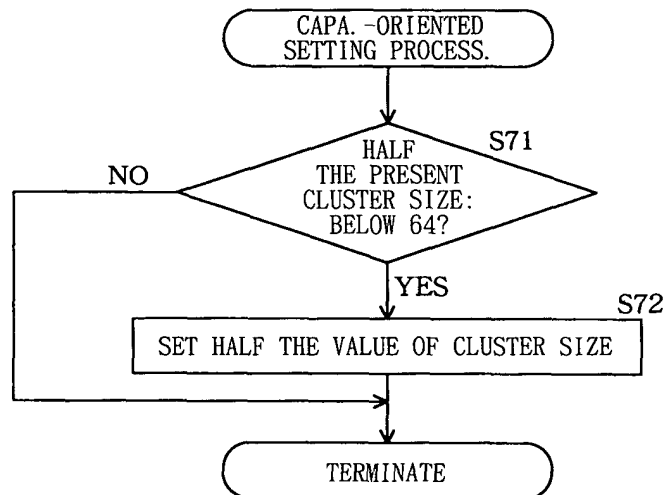 CAPA.-ORIENTED
SETTING PROCESS.
S71
HALF
THE PRESENT
CLUSTER SIZE:
BELOW 64?
NO
YES
S72
SET HALF THE VALUE OF CLUSTER SIZE
TERMINATE